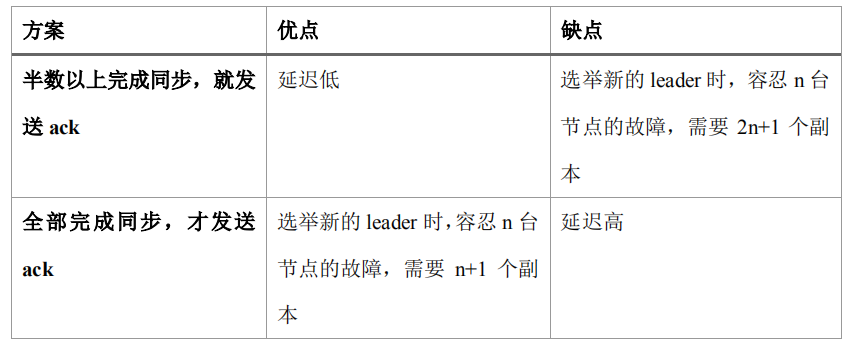 方案
优点
缺点
半数以上完成同步，就发
送 ack
延迟低
选举新的 leader 时，容忍 n 台
节点的故障，需要 2n+1 个副
本
全部完成同步，才发送
ack
选举新的 leader 时，容忍 n 台
节点的故障，需要 n+1 个副
本
延迟高